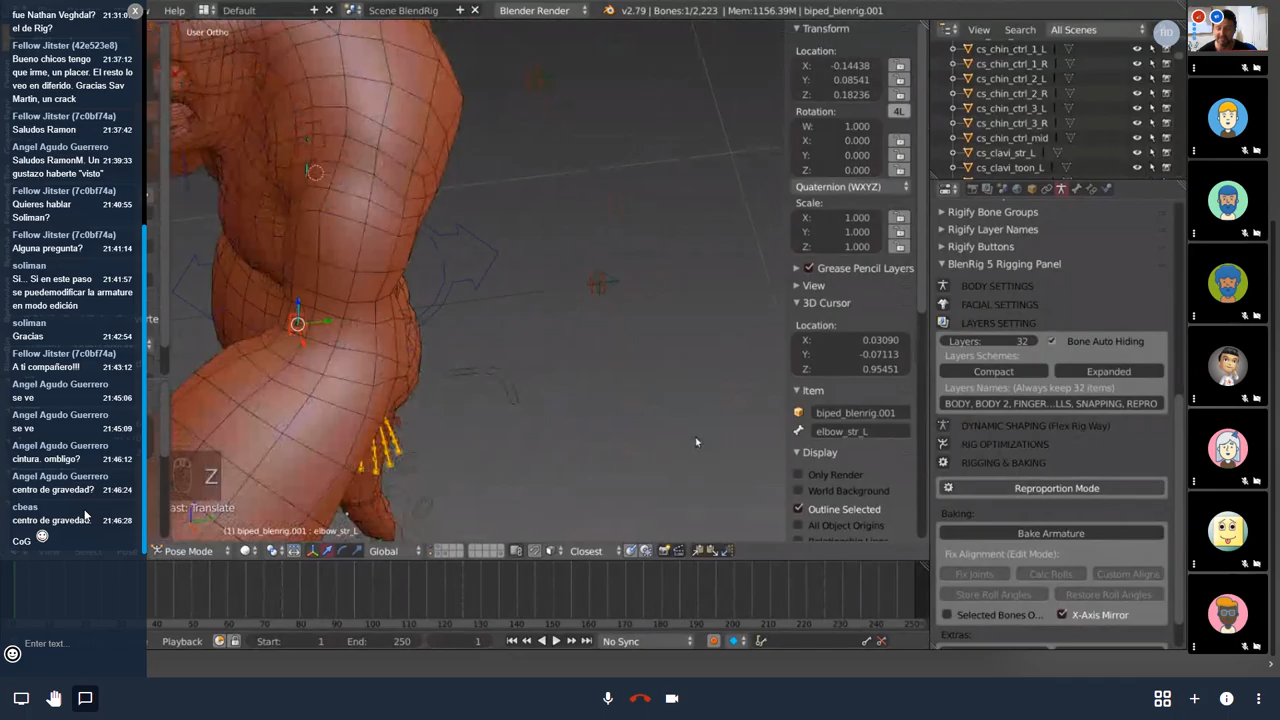 fue Nathan Veghdal? y
el de Rig?
21:31:07
Fellow Jitster (42e523e8)
Bueno chicos tengo
que irme, un placer. El resto lo
veo en diferido. Gracias Sav
Martin, un crack
21:37:12
Fellow Jitster (7c0bf74a)
Saludos Ramon
21:37:42
Angel Agudo Guerrero
Saludos RamonM. Un
gustazo haberte "visto"
21:39:33
Fellow Jitster (7c0bf74a)
Quieres hablar
Soliman?
21:40:55
Fellow Jitster (7c0bf74a)
Alguna pregunta?
21:41:14
soliman
Si... Si en este paso
se puedemodificar la armature
en modo edición
21:41:57
soliman
Gracias
21:42:54
Fellow Jitster (7c0bf74a)
A ti compañero!!!
21:43:12
Angel Agudo Guerrero
se ve
21:45:06
Angel Agudo Guerrero
se ve
21:45:09
Angel Agudo Guerrero
cintura. ombligo?
21:46:12
Angel Agudo Guerrero
centro de gravedad?
21:46:24
cbeas
centro de gravedad.
21:46:28
CoG
Enter text...
Help
Default
Scene BlendRig
Blender Render
v2.79 | Bones:1/2,223 | Mem:1156.39M | biped_blenrig.001
User Ortho
Z
ast: Translate
(1) biped_blenrig.001 : elbow_str_L
Pose Mode
Global
Closest
40 60 80 100 120 140 160 180 200 220 240
Playback
Start: 1
End: 250
1
No Sync
Transform
Location:
X: -0.14438
Y: 0.08541
Z: 0.18236
Rotation:
4L
W: 1.000
X: 0.000
Y: 0.000
Z: 0.000
Quaternion (WXYZ)
Scale:
X: 1.000
Y: 1.000
Z: 1.000
Grease Pencil Layers
View
3D Cursor
Location:
X: 0.03090
Y: -0.07113
Z: 0.95451
Item
biped_blenrig.001
elbow_str_L
Display
Only Render
World Background
Outline Selected
All Object Origins
Relationship Lines
View
Search
All Scenes
cs_chin_ctrl_1_L
cs_chin_ctrl_1_R
cs_chin_ctrl_2_L
cs_chin_ctrl_2_R
cs_chin_ctrl_3_L
cs_chin_ctrl_3_R
cs_chin_ctrl_mid
cs_clavi_str_L
cs_clavi_toon_L
Rigify Bone Groups
Rigify Layer Names
Rigify Buttons
BlenRig 5 Rigging Panel
BODY SETTINGS
FACIAL SETTINGS
LAYERS SETTING
Layers: 32
Bone Auto Hiding
Layers Schemes:
Compact
Expanded
Layers Names: (Always keep 32 items)
BODY, BODY 2, FINGER...LLS, SNAPPING, REPRO
DYNAMIC SHAPING (Flex Rig Way)
RIG OPTIMIZATIONS
RIGGING & BAKING
Reproportion Mode
Baking:
Bake Armature
Fix Alignment (Edit Mode):
Fix Joints
Calc Rolls
Custom Aligns
Store Roll Angles
Restore Roll Angles
Selected Bones O...
X-Axis Mirror
Extras: